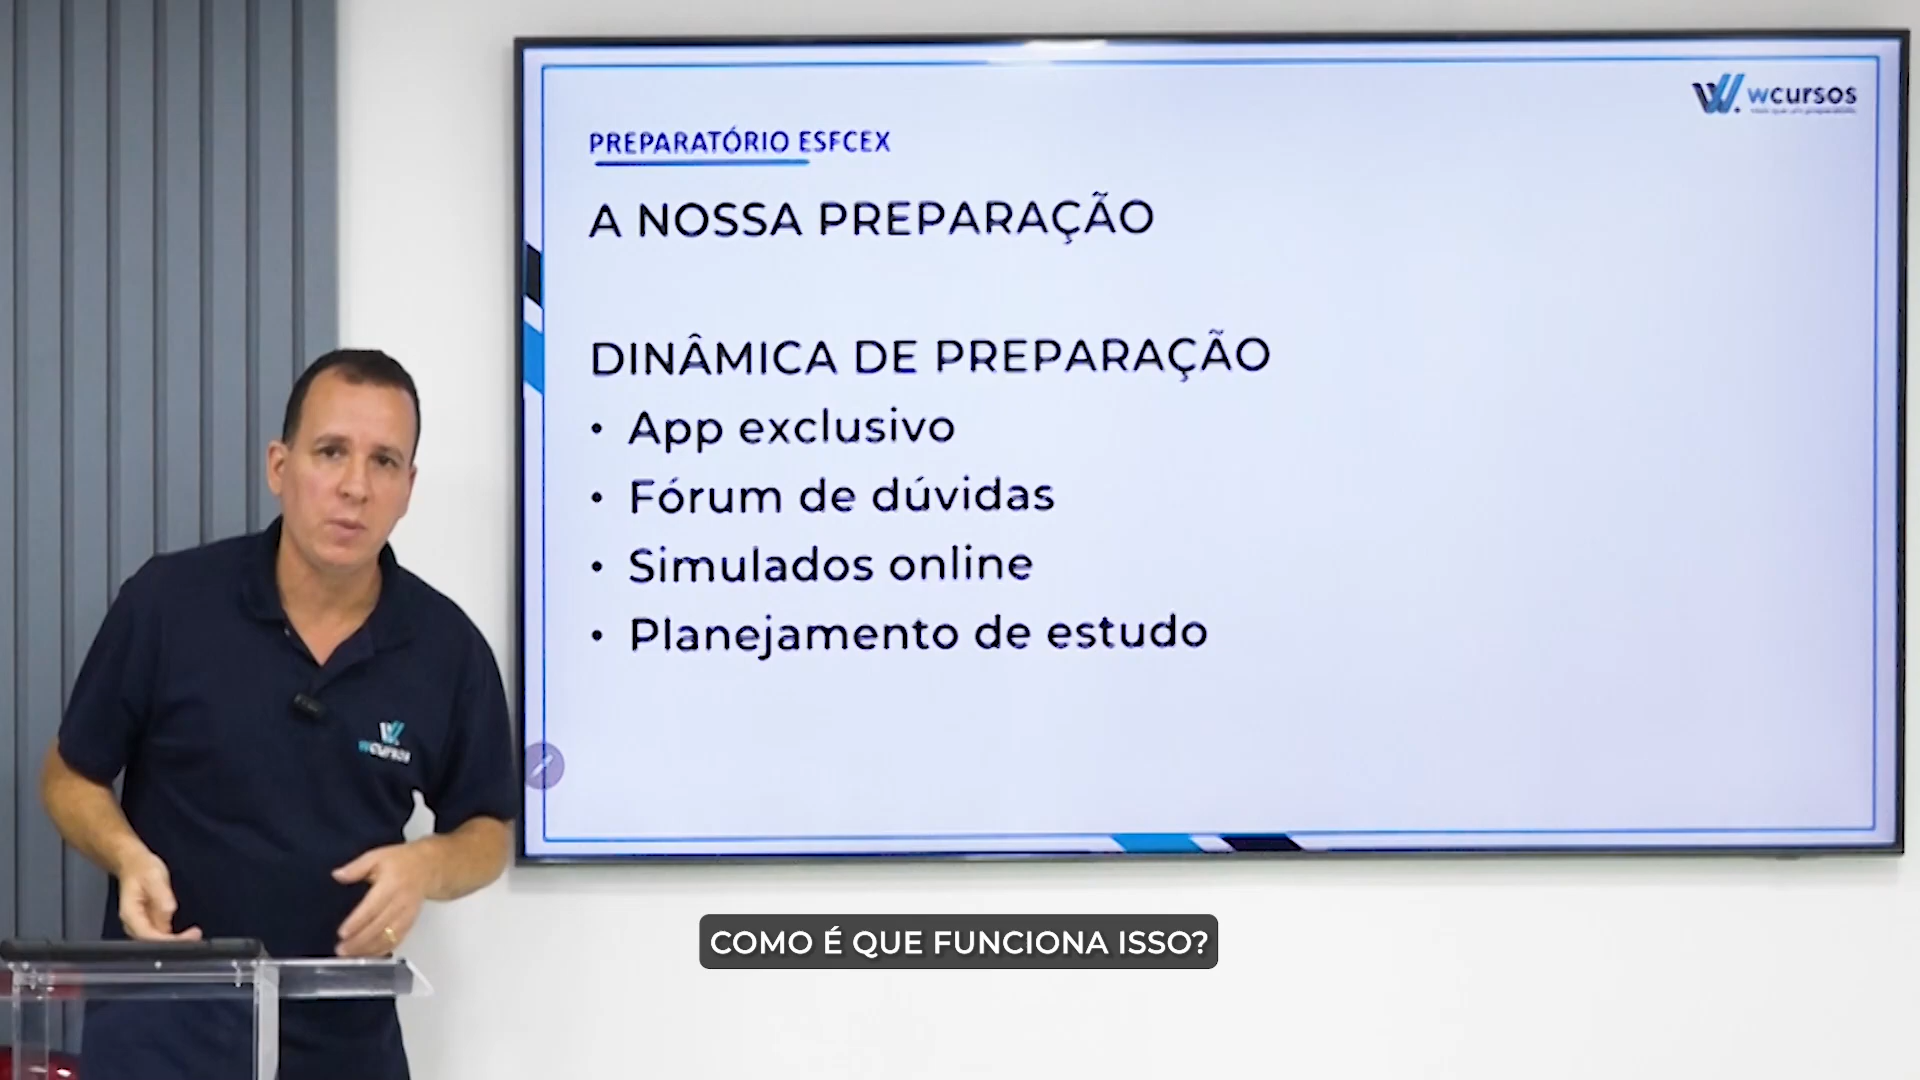 wcursos
PREPARATÓRIO ESFCEX
A NOSSA PREPARAÇÃO
DINÂMICA DE PREPARAÇÃO
• App exclusivo
• Fórum de dúvidas
• Simulados online
• Planejamento de estudo
wcursos
COMO É QUE FUNCIONA ISSO?